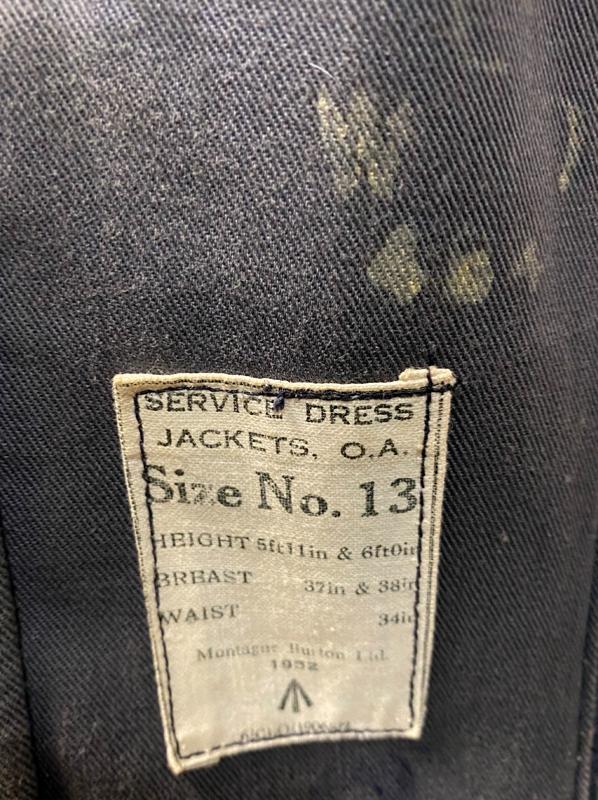 SERVICE DRESS
JACKETS, O.A.
Size No. 13
HEIGHT 5ft11in & 6ft0in
BREAST 37in & 38in
WAIST 34in
Montague Burton Ltd.
1952